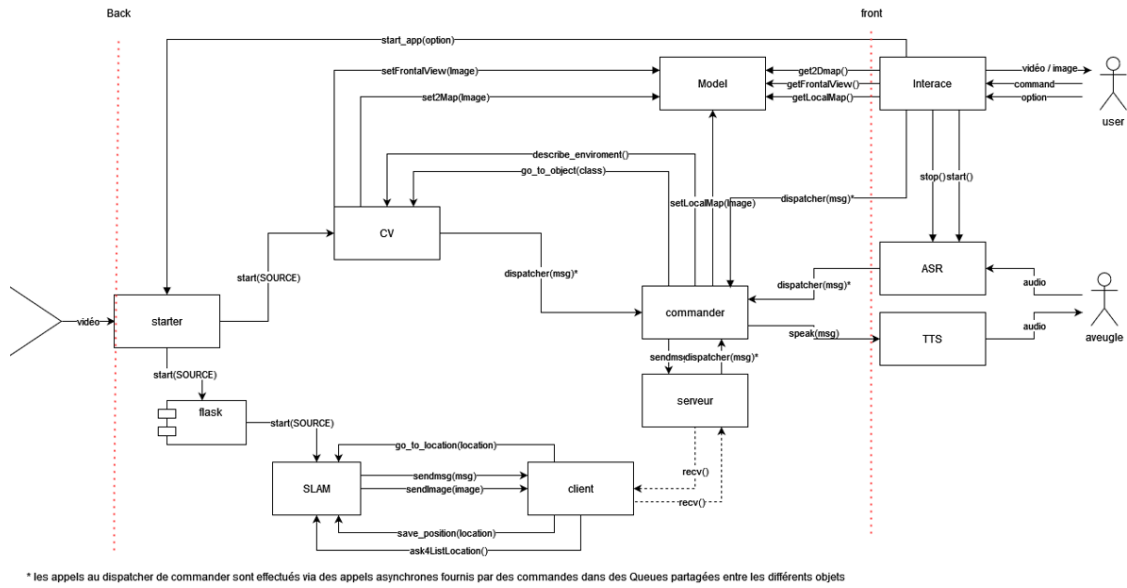 Back
front
start_app(option)
setFrontalView(Image)
set2Map(Image)
Model
get2Dmap()
getFrontalView()
getLocalMap()
Interace
vidéo / image
command
option
user
describe_enviroment()
go_to_object(class)
setLocalMap(Image)
dispatcher(msg)*
stop()
start()
CV
start(SOURCE)
dispatcher(msg)*
ASR
dispatcher(msg)*
audio
vidéo
starter
commander
speak(msg)
TTS
audio
aveugle
start(SOURCE)
sendms
dispatcher(msg)*
serveur
flask
start(SOURCE)
go_to_location(location)
SLAM
sendmsg(msg)
sendImage(image)
client
recv()
recv()
save_position(location)
ask4ListLocation()
* les appels au dispatcher de commander sont effectués via des appels asynchrones fournis par des commandes dans des Queues partagées entre les différents objets